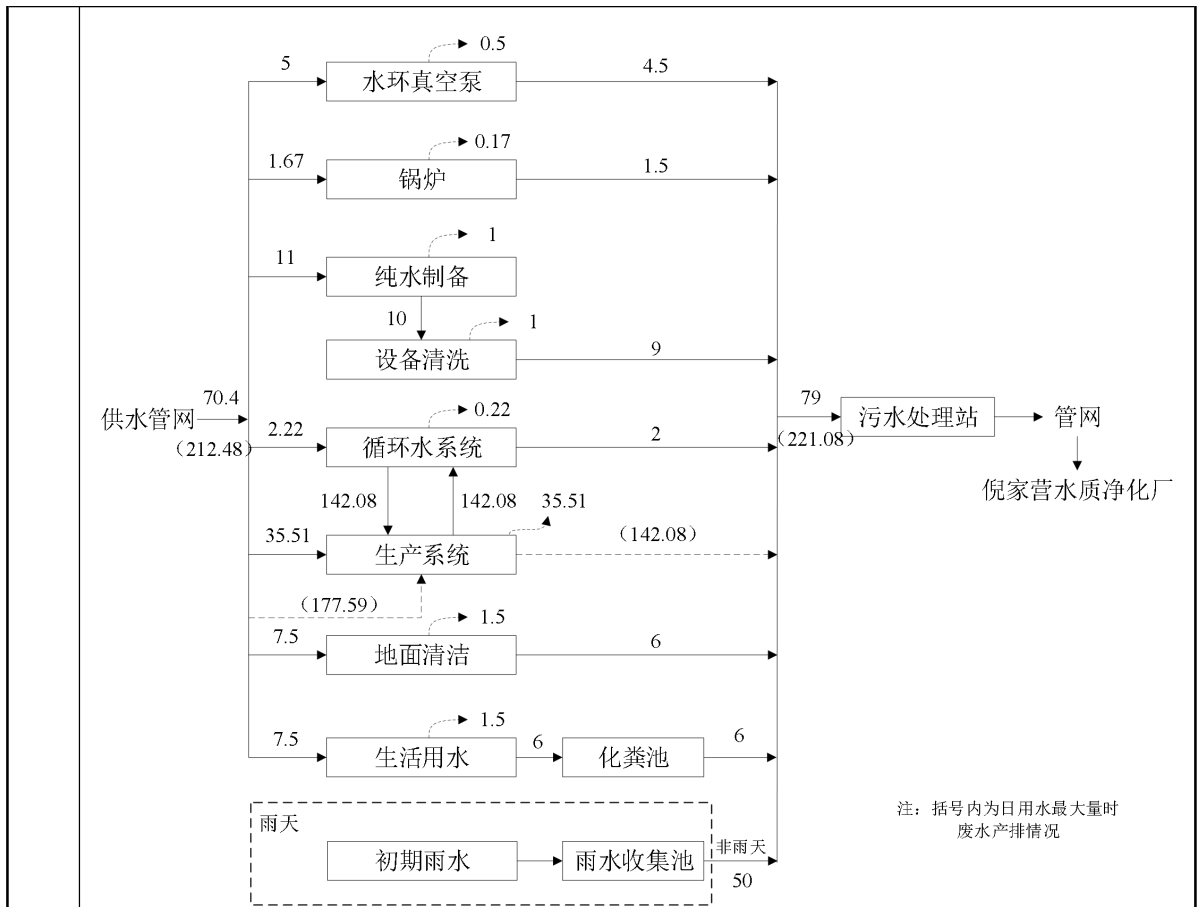 0.5
5
水环真空泵
4.5
0.17
1.67
锅炉
1.5
1
11
纯水制备
10
1
设备清洗
9
供水管网
70.4
（212.48）
0.22
2.22
循环水系统
2
79
（221.08）
污水处理站
管网
倪家营水质净化厂
142.08
142.08
35.51
35.51
生产系统
（142.08）
（177.59）
1.5
7.5
地面清洁
6
1.5
7.5
生活用水
6
化粪池
6
雨天
初期雨水
雨水收集池
非雨天
50
注：括号内为日用水最大量时
废水产排情况